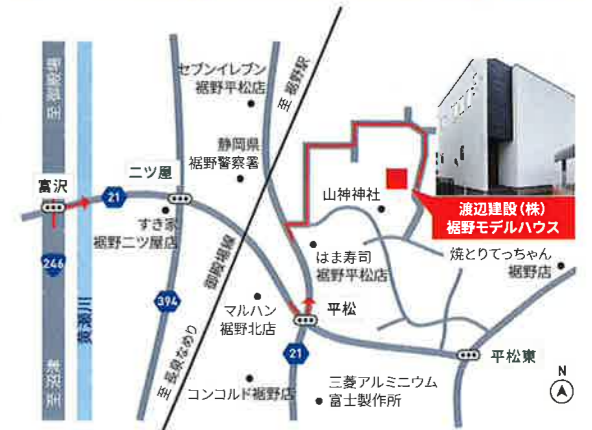 至 御殿場
セブンイレブン
裾野平松店
至 裾野駅
静岡県
裾野警察署
富沢
21
二ツ屋
すき家
裾野二ツ屋店
山神神社
渡辺建設(株)
裾野モデルハウス
はま寿司
裾野平松店
焼とりてっちゃん
裾野店
246
黄瀬川
394
御殿場線
マルハン
裾野北店
平松
21
平松東
至 沼津
至 長泉なめり
コンコルド裾野店
三菱アルミニウム
富士製作所
N